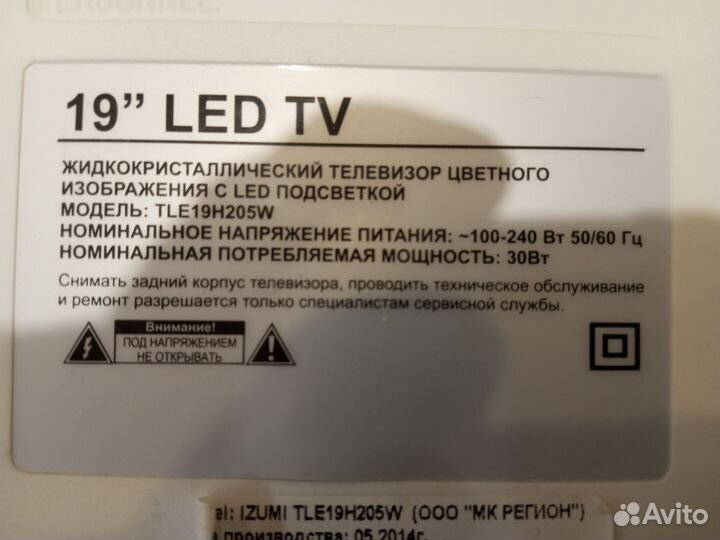 19” LED TV
ЖИДКОКРИСТАЛЛИЧЕСКИЙ ТЕЛЕВИЗОР ЦВЕТНОГО
ИЗОБРАЖЕНИЯ С LED ПОДСВЕТКОЙ
МОДЕЛЬ: TLE19H205W
НОМИНАЛЬНОЕ НАПРЯЖЕНИЕ ПИТАНИЯ: ~100-240 Вт 50/60 Гц
НОМИНАЛЬНАЯ ПОТРЕБЛЯЕМАЯ МОЩНОСТЬ: 30Вт
Снимать задний корпус телевизора, проводить техническое обслуживание
и ремонт разрешается только специалистам сервисной службы.
Внимание!
ПОД НАПРЯЖЕНИЕМ
НЕ ОТКРЫВАТЬ
el: IZUMI TLE19H205W (ООО "МК РЕГИОН")
производства: 05.2014г.
Avito